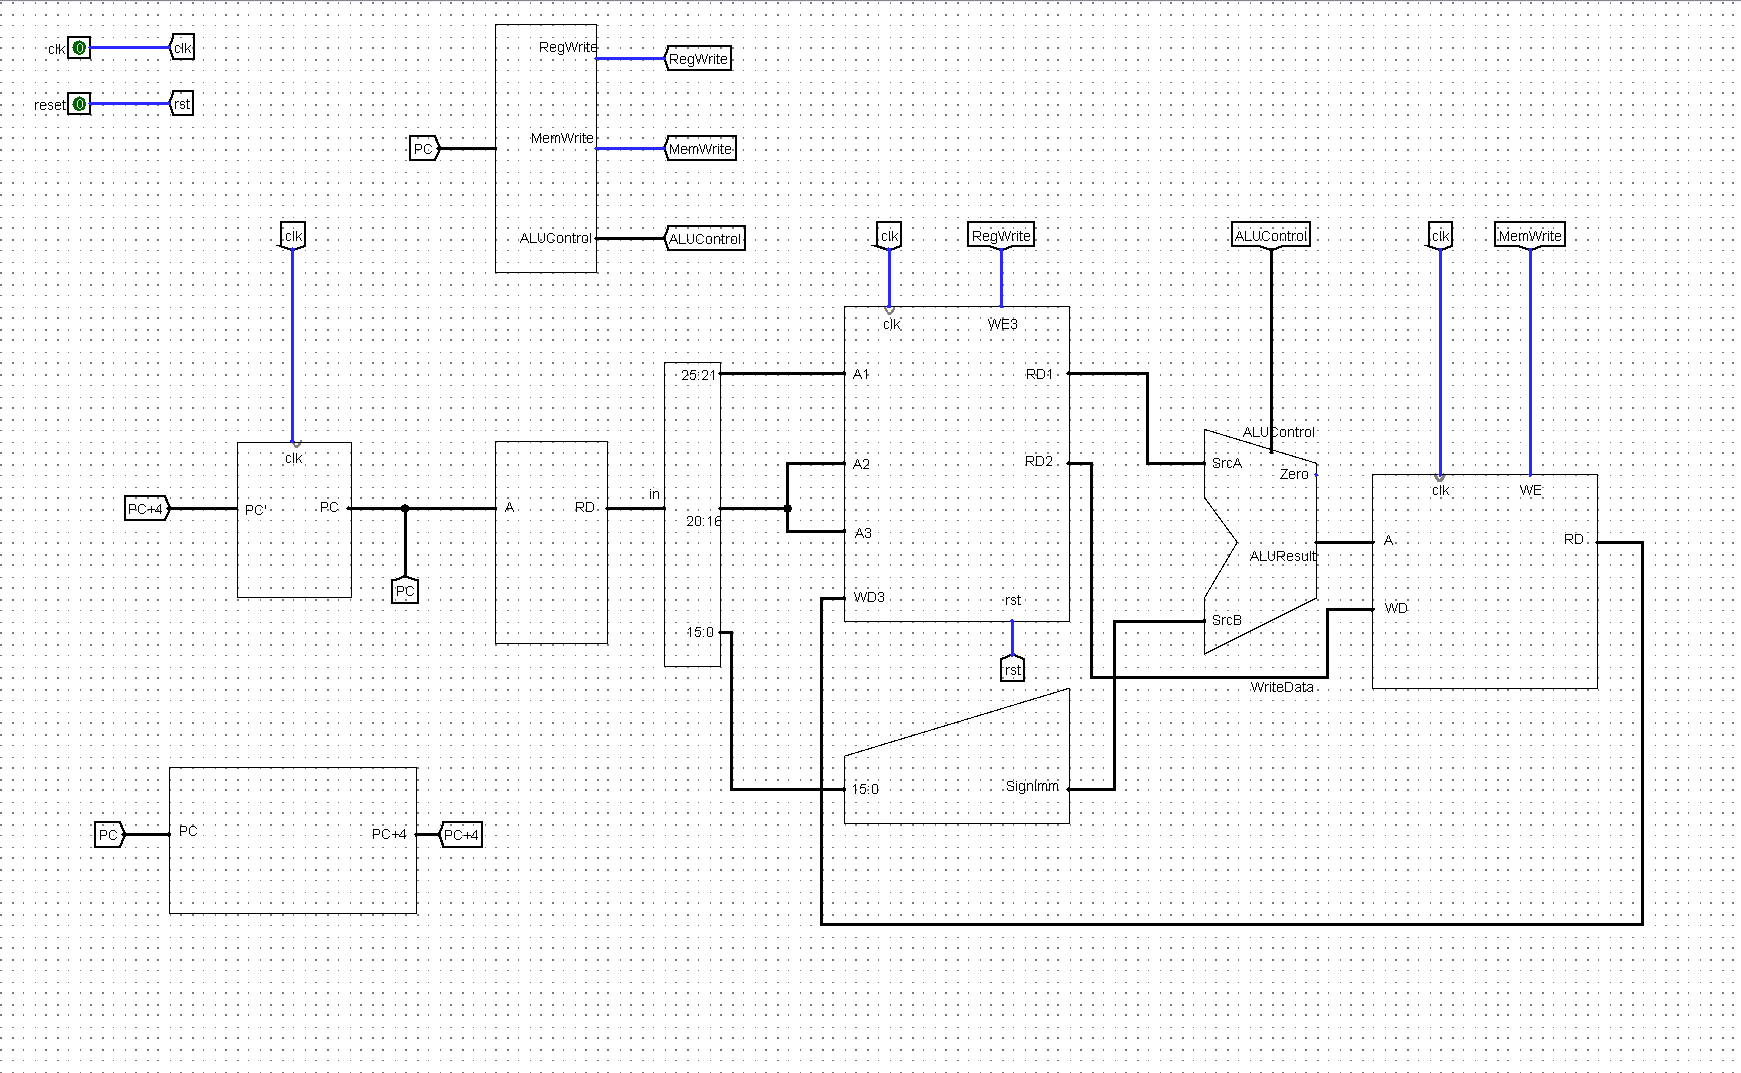 clk 0 clk
reset 0 rst
RegWrite RegWrite
PC MemWrite MemWrite
ALUControl ALUControl
clk
clk
RegWrite
ALUControl
clk
MemWrite
clk
PC'
PC
PC+4
PC
A
RD
in
25:21
20:16
15:0
clk
WE3
A1
RD1
A2
RD2
A3
WD3
rst
rst
ALUControl
SrcA
Zero
ALUResult
SrcB
WriteData
clk
WE
A
RD
WD
15:0
SignImm
PC
PC
PC+4
PC+4